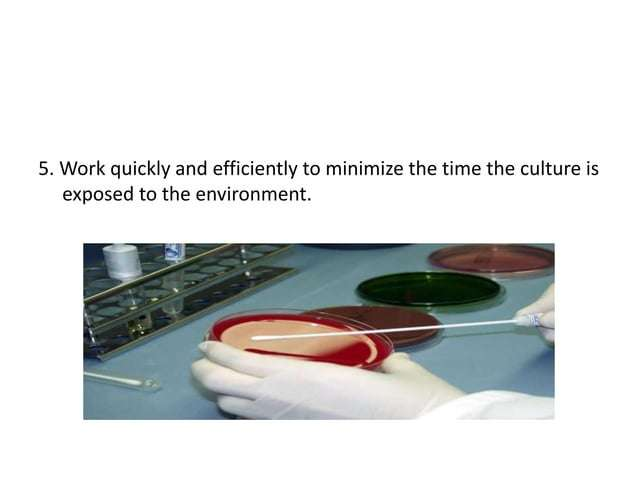 5. Work quickly and efficiently to minimize the time the culture is
exposed to the environment.